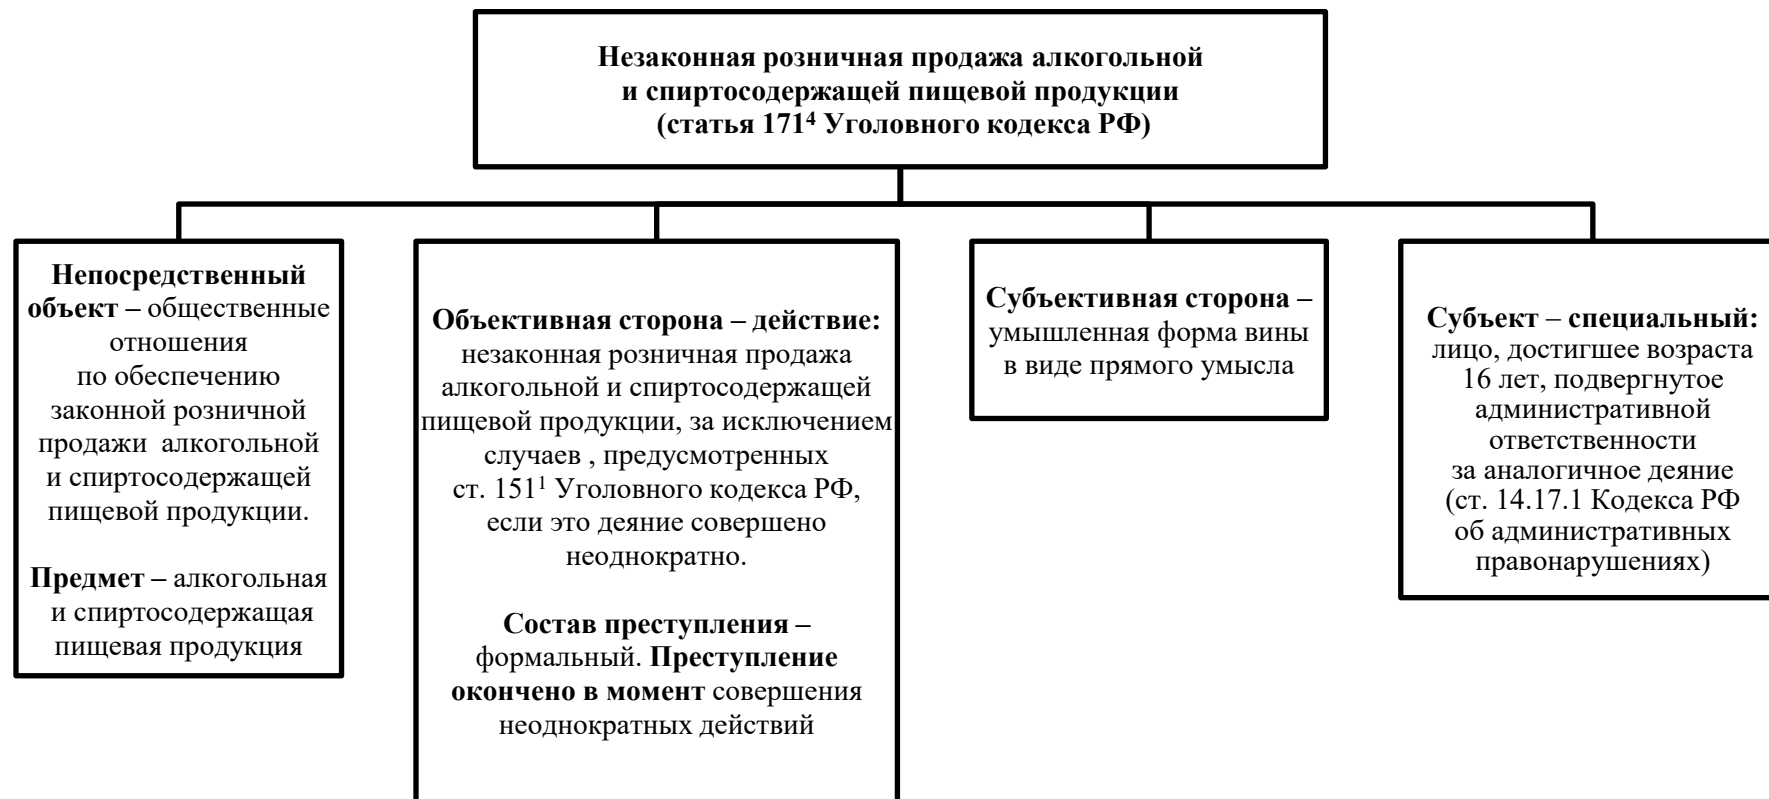 Незаконная розничная продажа алкогольной
и спиртосодержащей пищевой продукции
(статья 171⁴ Уголовного кодекса РФ)
Непосредственный
объект – общественные
отношения
по обеспечению
законной розничной
продажи алкогольной
и спиртосодержащей
пищевой продукции.
Предмет – алкогольная
и спиртосодержащая
пищевая продукция
Объективная сторона – действие:
незаконная розничная продажа
алкогольной и спиртосодержащей
пищевой продукции, за исключением
случаев , предусмотренных
ст. 151¹ Уголовного кодекса РФ,
если это деяние совершено
неоднократно.
Состав преступления –
формальный. Преступление
окончено в момент совершения
неоднократных действий
Субъективная сторона –
умышленная форма вины
в виде прямого умысла
Субъект – специальный:
лицо, достигшее возраста
16 лет, подвергнутое
административной
ответственности
за аналогичное деяние
(ст. 14.17.1 Кодекса РФ
об административных
правонарушениях)